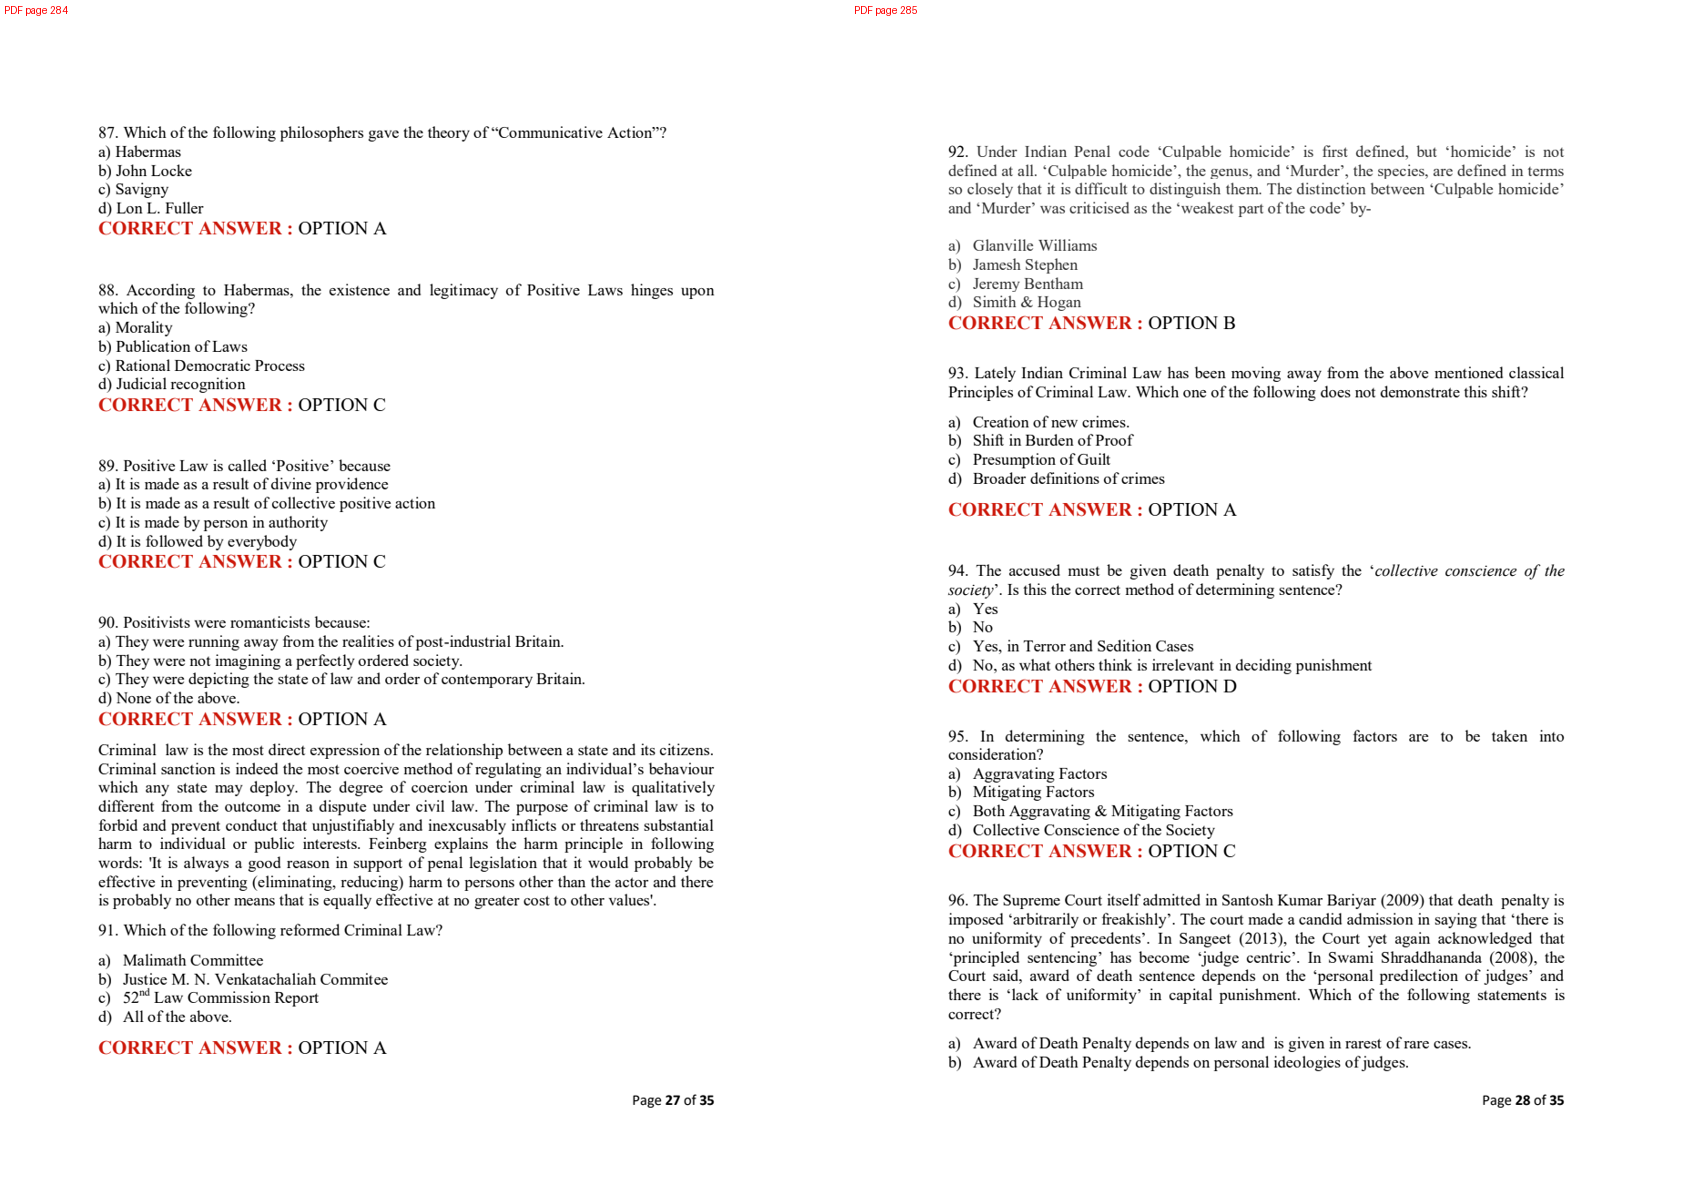 PDF page 284
87. Which of the following philosophers gave the theory of “Communicative Action”?
a) Habermas
b) John Locke
c) Savigny
d) Lon L. Fuller
CORRECT ANSWER : OPTION A
88. According to Habermas, the existence and legitimacy of Positive Laws hinges upon
which of the following?
a) Morality
b) Publication of Laws
c) Rational Democratic Process
d) Judicial recognition
CORRECT ANSWER : OPTION C
89. Positive Law is called ‘Positive’ because
a) It is made as a result of divine providence
b) It is made as a result of collective positive action
c) It is made by person in authority
d) It is followed by everybody
CORRECT ANSWER : OPTION C
90. Positivists were romanticists because:
a) They were running away from the realities of post-industrial Britain.
b) They were not imagining a perfectly ordered society.
c) They were depicting the state of law and order of contemporary Britain.
d) None of the above.
CORRECT ANSWER : OPTION A
Criminal law is the most direct expression of the relationship between a state and its citizens.
Criminal sanction is indeed the most coercive method of regulating an individual’s behaviour
which any state may deploy. The degree of coercion under criminal law is qualitatively
different from the outcome in a dispute under civil law. The purpose of criminal law is to
forbid and prevent conduct that unjustifiably and inexcusably inflicts or threatens substantial
harm to individual or public interests. Feinberg explains the harm principle in following
words: 'It is always a good reason in support of penal legislation that it would probably be
effective in preventing (eliminating, reducing) harm to persons other than the actor and there
is probably no other means that is equally effective at no greater cost to other values'.
91. Which of the following reformed Criminal Law?
a) Malimath Committee
b) Justice M. N. Venkatachaliah Commitee
c) 52nd Law Commission Report
d) All of the above.
CORRECT ANSWER : OPTION A
Page 27 of 35
PDF page 285
92. Under Indian Penal code ‘Culpable homicide’ is first defined, but ‘homicide’ is not
defined at all. ‘Culpable homicide’, the genus, and ‘Murder’, the species, are defined in terms
so closely that it is difficult to distinguish them. The distinction between ‘Culpable homicide’
and ‘Murder’ was criticised as the ‘weakest part of the code’ by-
a) Glanville Williams
b) Jamesh Stephen
c) Jeremy Bentham
d) Simith & Hogan
CORRECT ANSWER : OPTION B
93. Lately Indian Criminal Law has been moving away from the above mentioned classical
Principles of Criminal Law. Which one of the following does not demonstrate this shift?
a) Creation of new crimes.
b) Shift in Burden of Proof
c) Presumption of Guilt
d) Broader definitions of crimes
CORRECT ANSWER : OPTION A
94. The accused must be given death penalty to satisfy the ‘collective conscience of the
society’. Is this the correct method of determining sentence?
a) Yes
b) No
c) Yes, in Terror and Sedition Cases
d) No, as what others think is irrelevant in deciding punishment
CORRECT ANSWER : OPTION D
95. In determining the sentence, which of following factors are to be taken into
consideration?
a) Aggravating Factors
b) Mitigating Factors
c) Both Aggravating & Mitigating Factors
d) Collective Conscience of the Society
CORRECT ANSWER : OPTION C
96. The Supreme Court itself admitted in Santosh Kumar Bariyar (2009) that death penalty is
imposed ‘arbitrarily or freakishly’. The court made a candid admission in saying that ‘there is
no uniformity of precedents’. In Sangeet (2013), the Court yet again acknowledged that
‘principled sentencing’ has become ‘judge centric’. In Swami Shraddhananda (2008), the
Court said, award of death sentence depends on the ‘personal predilection of judges’ and
there is ‘lack of uniformity’ in capital punishment. Which of the following statements is
correct?
a) Award of Death Penalty depends on law and is given in rarest of rare cases.
b) Award of Death Penalty depends on personal ideologies of judges.
Page 28 of 35